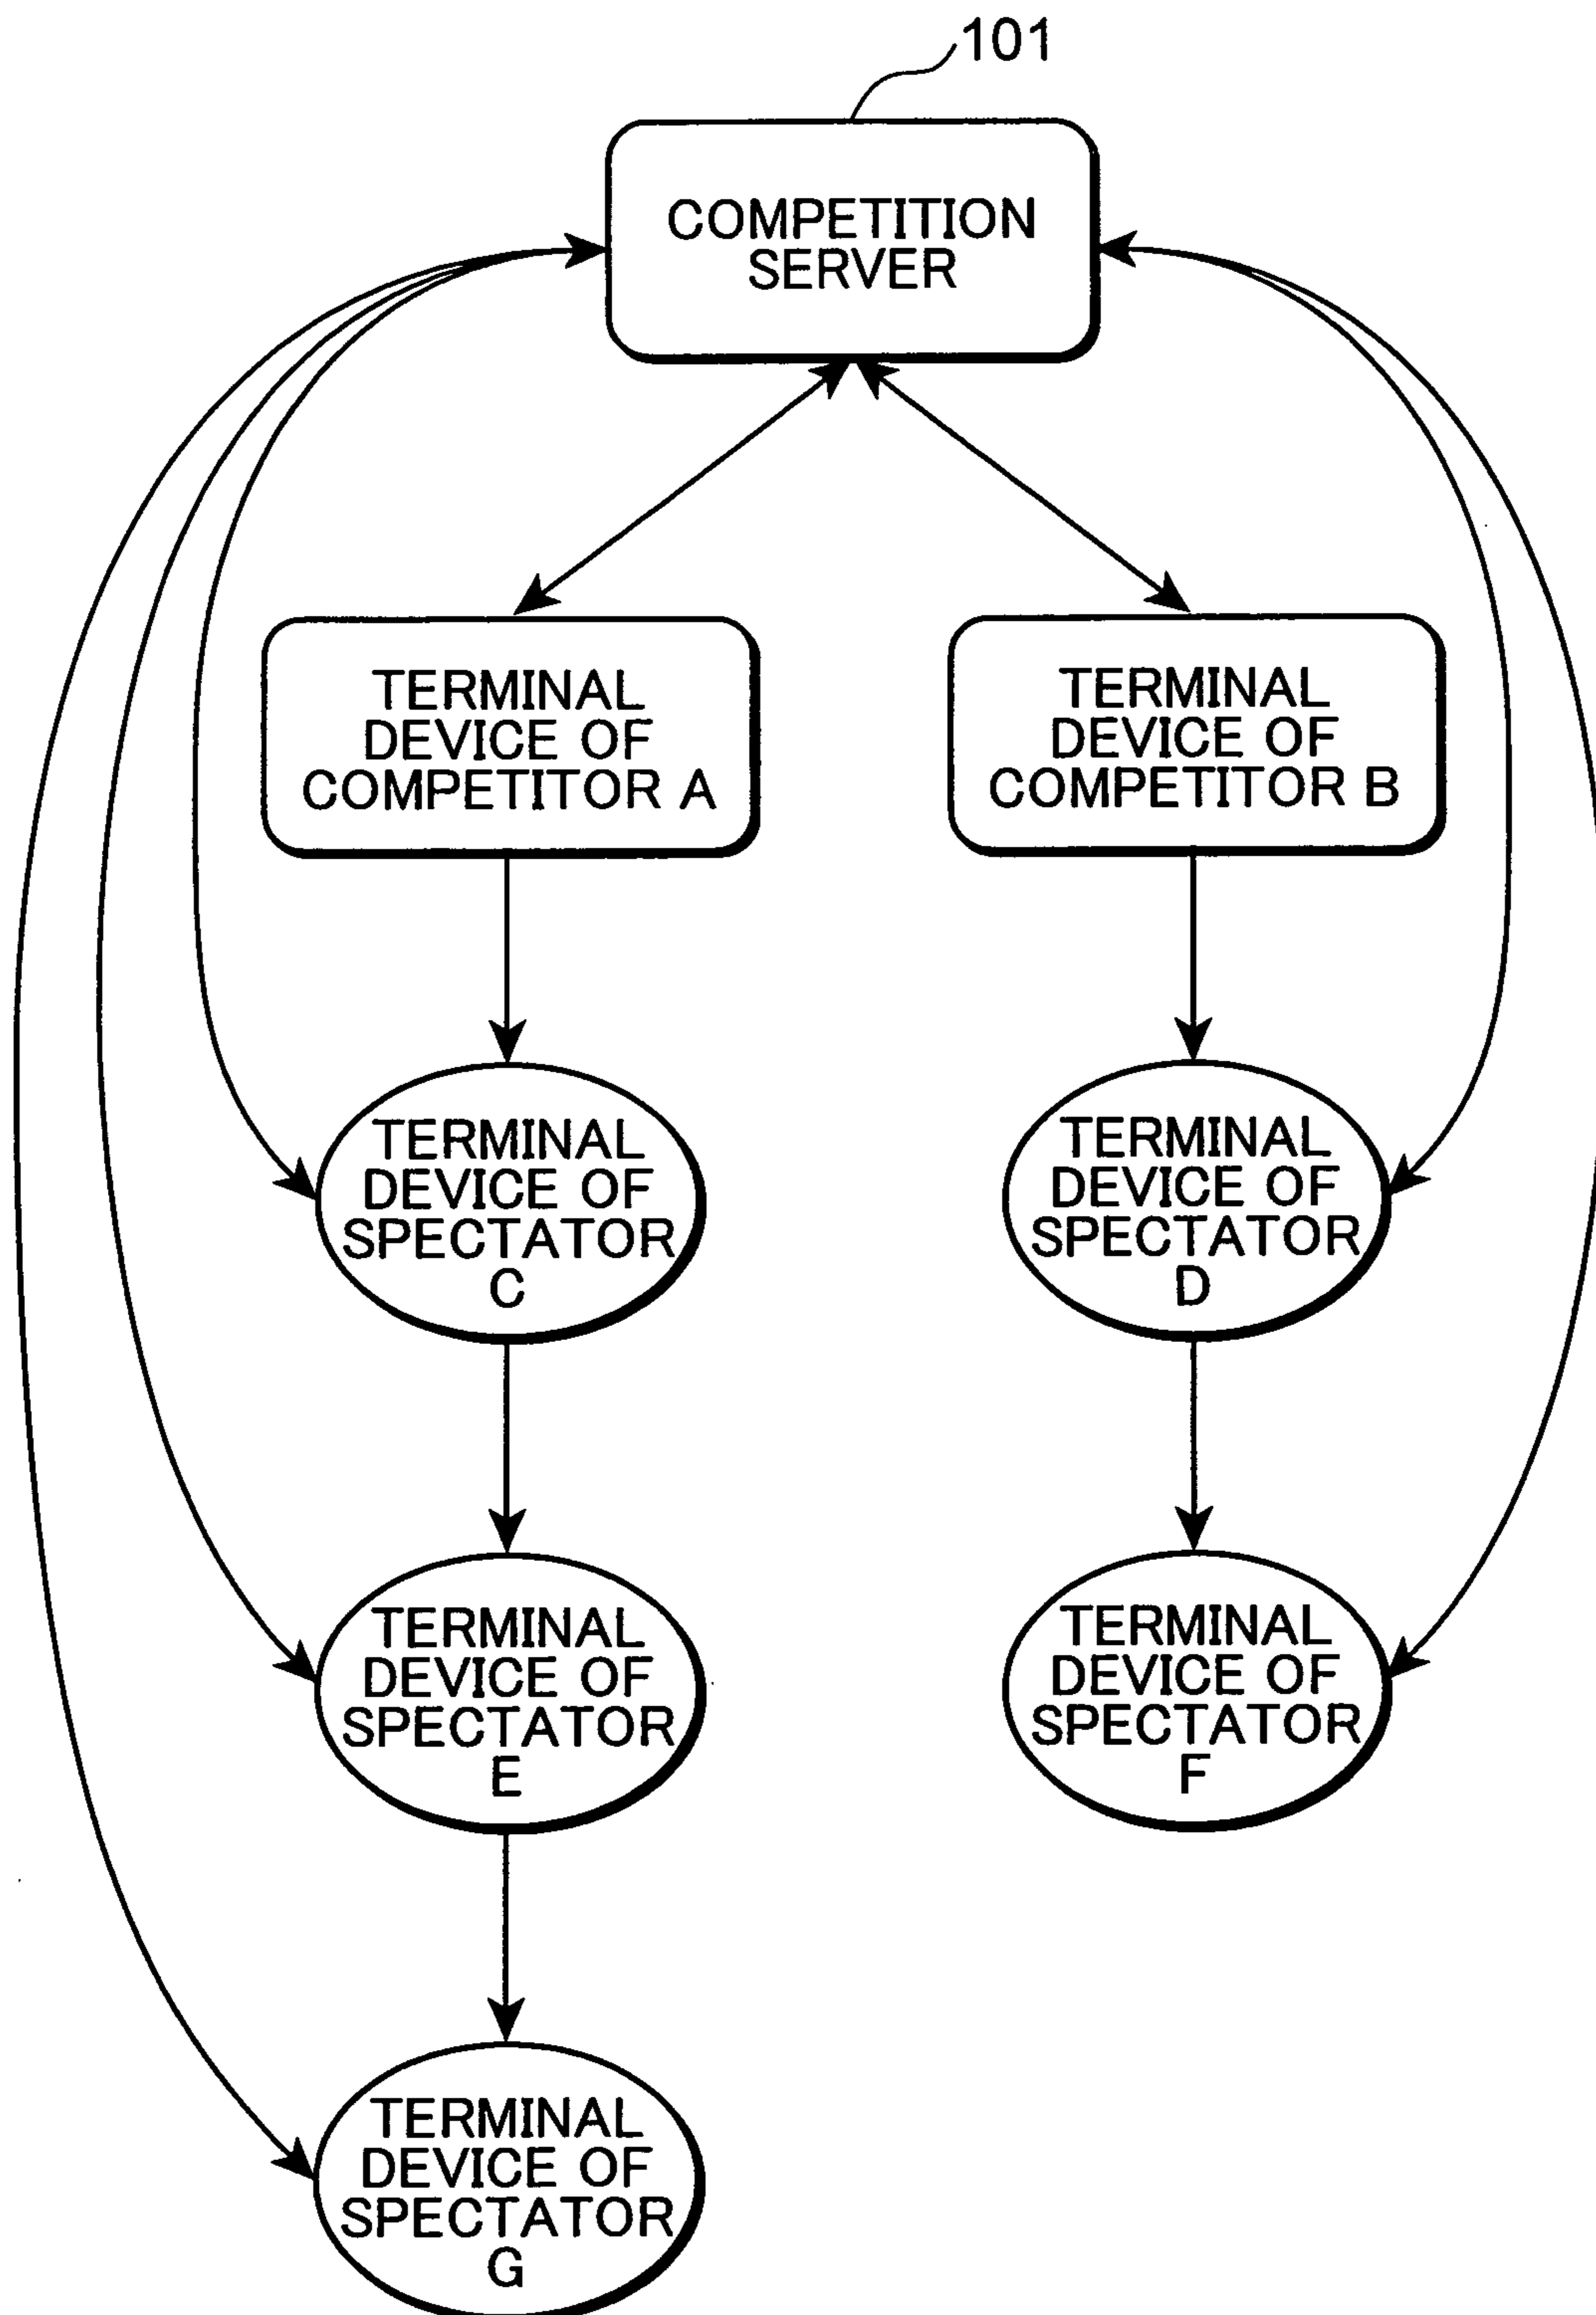 101
COMPETITION
SERVER
TERMINAL
DEVICE OF
COMPETITOR A
TERMINAL
DEVICE OF
COMPETITOR B
TERMINAL
DEVICE OF
SPECTATOR
C
TERMINAL
DEVICE OF
SPECTATOR
D
TERMINAL
DEVICE OF
SPECTATOR
E
TERMINAL
DEVICE OF
SPECTATOR
F
TERMINAL
DEVICE OF
SPECTATOR
G